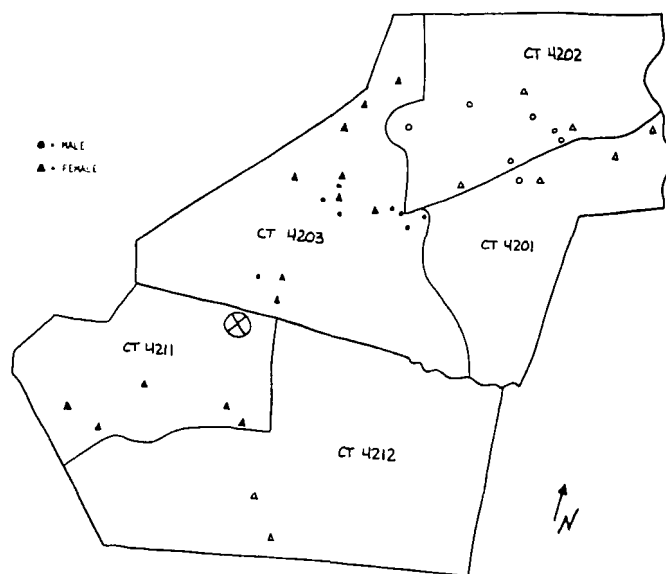 CT 4202
● = MALE
▲ = FEMALE
CT 4203
CT 4201
CT 4211
CT 4212
N